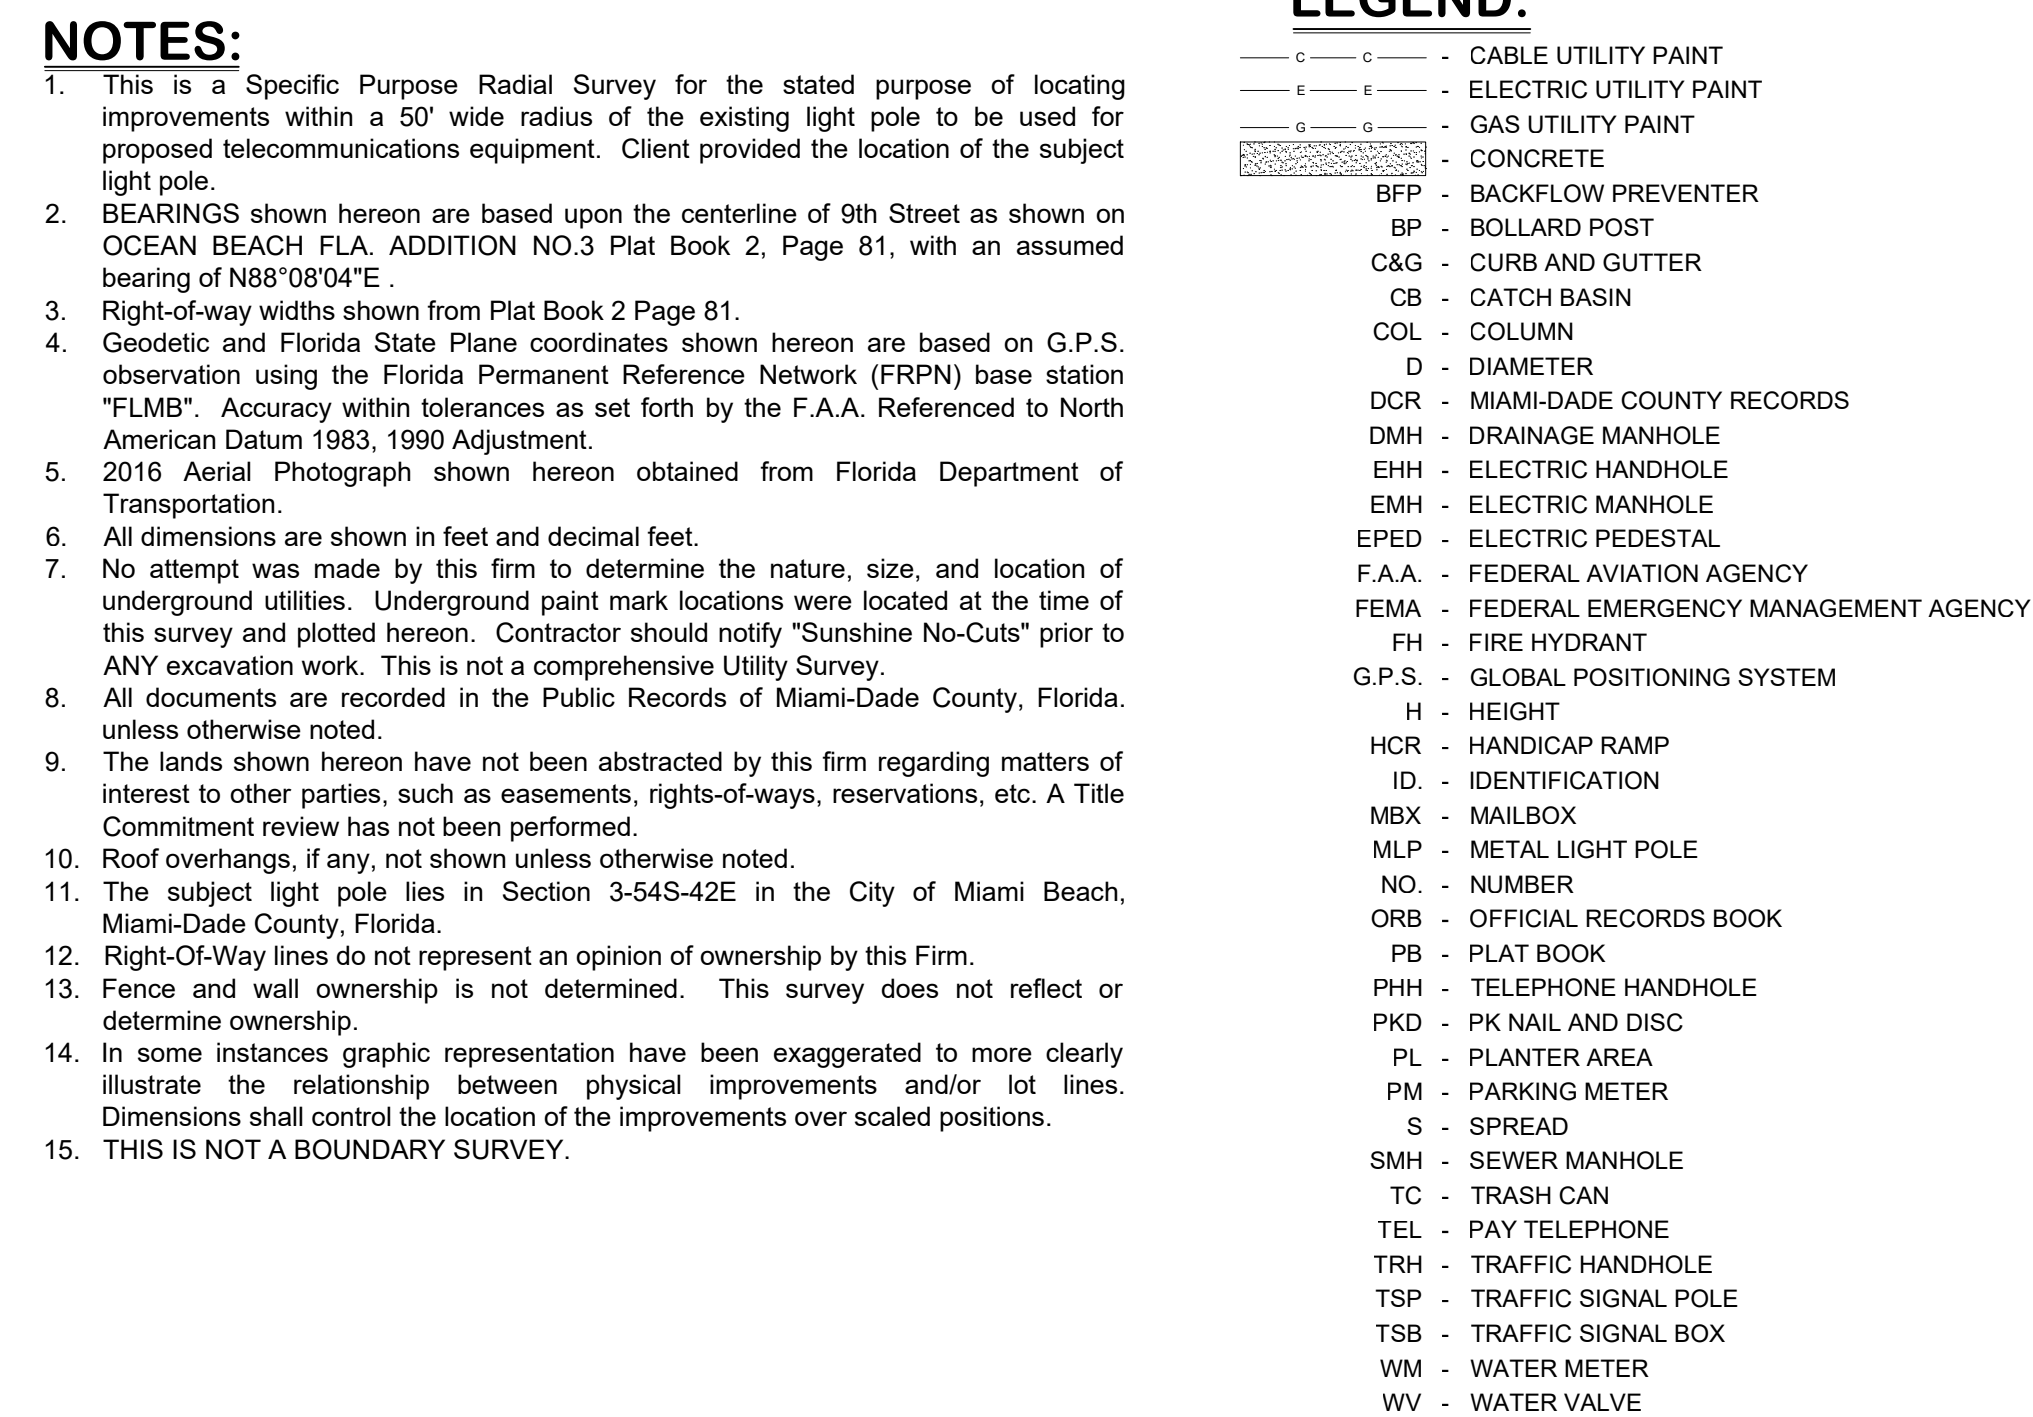 NOTES:
1. This is a Specific Purpose Radial Survey for the stated purpose of locating
improvements within a 50' wide radius of the existing light pole to be used for
proposed telecommunications equipment. Client provided the location of the subject
light pole.
2. BEARINGS shown hereon are based upon the centerline of 9th Street as shown on
OCEAN BEACH FLA. ADDITION NO.3 Plat Book 2, Page 81, with an assumed
bearing of N88°08'04"E .
3. Right-of-way widths shown from Plat Book 2 Page 81.
4. Geodetic and Florida State Plane coordinates shown hereon are based on G.P.S.
observation using the Florida Permanent Reference Network (FRPN) base station
"FLMB". Accuracy within tolerances as set forth by the F.A.A. Referenced to North
American Datum 1983, 1990 Adjustment.
5. 2016 Aerial Photograph shown hereon obtained from Florida Department of
Transportation.
6. All dimensions are shown in feet and decimal feet.
7. No attempt was made by this firm to determine the nature, size, and location of
underground utilities. Underground paint mark locations were located at the time of
this survey and plotted hereon. Contractor should notify "Sunshine No-Cuts" prior to
ANY excavation work. This is not a comprehensive Utility Survey.
8. All documents are recorded in the Public Records of Miami-Dade County, Florida.
unless otherwise noted.
9. The lands shown hereon have not been abstracted by this firm regarding matters of
interest to other parties, such as easements, rights-of-ways, reservations, etc. A Title
Commitment review has not been performed.
10. Roof overhangs, if any, not shown unless otherwise noted.
11. The subject light pole lies in Section 3-54S-42E in the City of Miami Beach,
Miami-Dade County, Florida.
12. Right-Of-Way lines do not represent an opinion of ownership by this Firm.
13. Fence and wall ownership is not determined. This survey does not reflect or
determine ownership.
14. In some instances graphic representation have been exaggerated to more clearly
illustrate the relationship between physical improvements and/or lot lines.
Dimensions shall control the location of the improvements over scaled positions.
15. THIS IS NOT A BOUNDARY SURVEY.
LEGEND:
C C - CABLE UTILITY PAINT
E E - ELECTRIC UTILITY PAINT
G G - GAS UTILITY PAINT
- CONCRETE
BFP - BACKFLOW PREVENTER
BP - BOLLARD POST
C&G - CURB AND GUTTER
CB - CATCH BASIN
COL - COLUMN
D - DIAMETER
DCR - MIAMI-DADE COUNTY RECORDS
DMH - DRAINAGE MANHOLE
EHH - ELECTRIC HANDHOLE
EMH - ELECTRIC MANHOLE
EPED - ELECTRIC PEDESTAL
F.A.A. - FEDERAL AVIATION AGENCY
FEMA - FEDERAL EMERGENCY MANAGEMENT AGENCY
FH - FIRE HYDRANT
G.P.S. - GLOBAL POSITIONING SYSTEM
H - HEIGHT
HCR - HANDICAP RAMP
ID. - IDENTIFICATION
MBX - MAILBOX
MLP - METAL LIGHT POLE
NO. - NUMBER
ORB - OFFICIAL RECORDS BOOK
PB - PLAT BOOK
PHH - TELEPHONE HANDHOLE
PKD - PK NAIL AND DISC
PL - PLANTER AREA
PM - PARKING METER
S - SPREAD
SMH - SEWER MANHOLE
TC - TRASH CAN
TEL - PAY TELEPHONE
TRH - TRAFFIC HANDHOLE
TSP - TRAFFIC SIGNAL POLE
TSB - TRAFFIC SIGNAL BOX
WM - WATER METER
WV - WATER VALVE